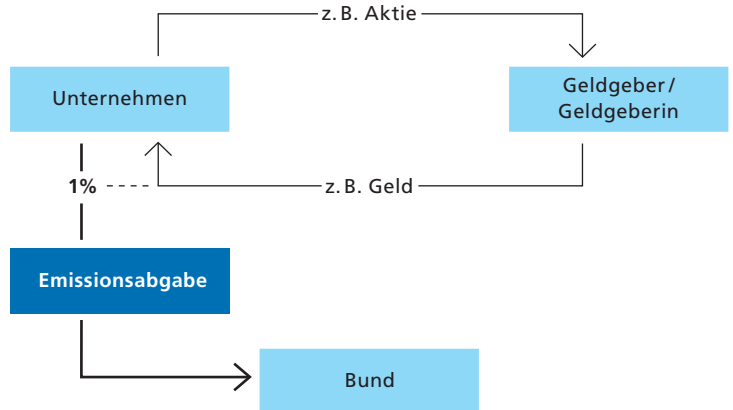 z. B. Aktie
Unternehmen
Geldgeber /
Geldgeberin
1%
z. B. Geld
Emissionsabgabe
Bund